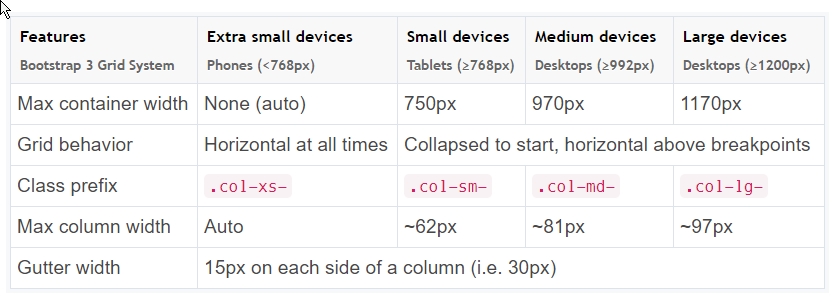 Features Extra small devices Small devices Medium devices Large devices
Bootstrap 3 Grid System Phones (<768px) Tablets (≥768px) Desktops (≥992px) Desktops (≥1200px)
Max container width None (auto) 750px 970px 1170px
Grid behavior Horizontal at all times Collapsed to start, horizontal above breakpoints
Class prefix .col-xs- .col-sm- .col-md- .col-lg-
Max column width Auto ~62px ~81px ~97px
Gutter width 15px on each side of a column (i.e. 30px)